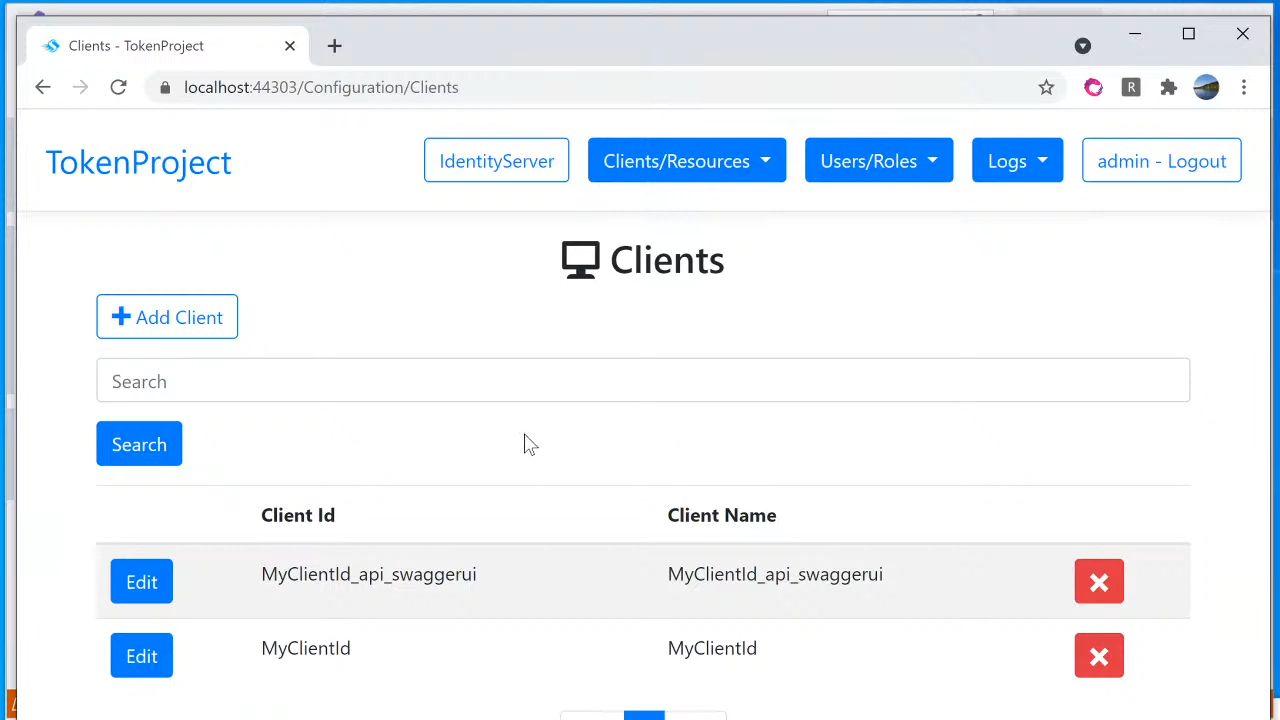 Clients - TokenProject
localhost:44303/Configuration/Clients
R
TokenProject
IdentityServer
Clients/Resources
Users/Roles
Logs
admin - Logout
Clients
Add Client
Search
Search
Client Id Client Name
Edit MyClientId_api_swaggerui MyClientId_api_swaggerui
Edit MyClientId MyClientId